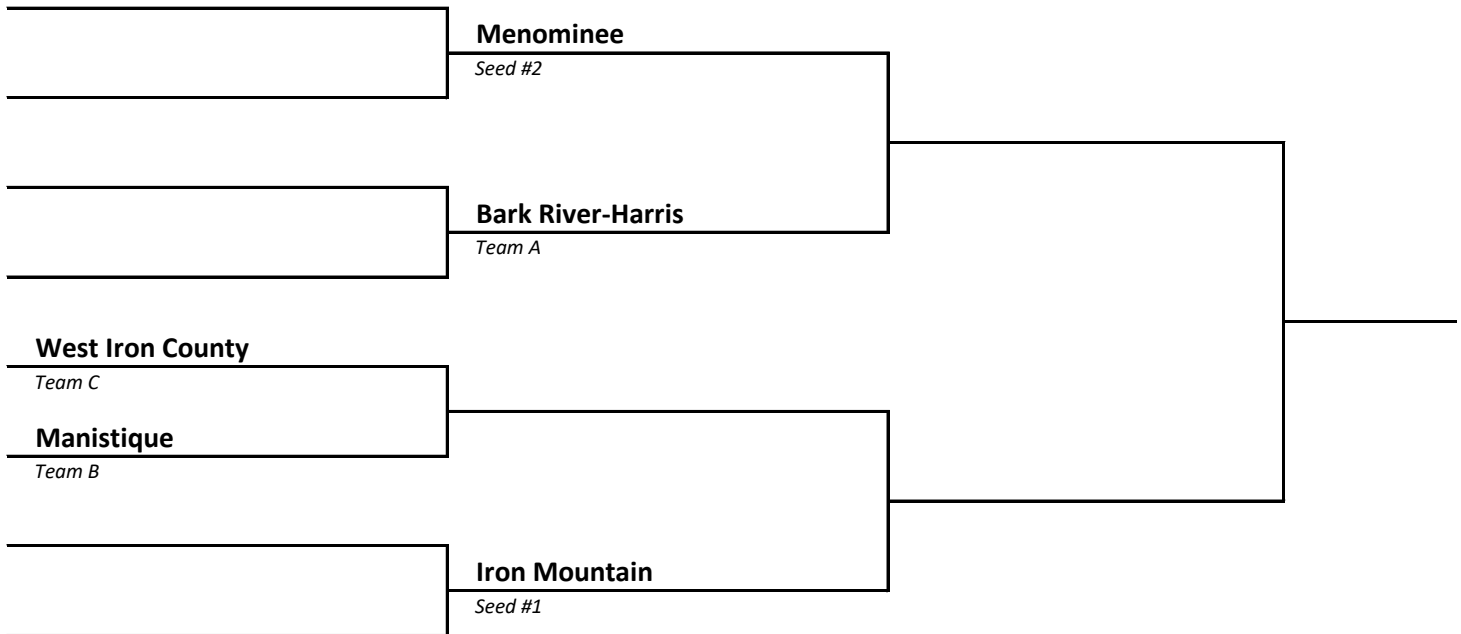 Menominee
Seed #2
Bark River-Harris
Team A
West Iron County
Team C
Manistique
Team B
Iron Mountain
Seed #1